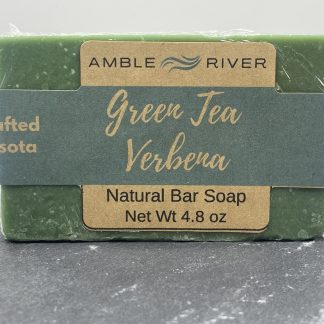 AMBLE RIVER
Green Tea
Verbena
Natural Bar Soap
Net Wt 4.8 oz